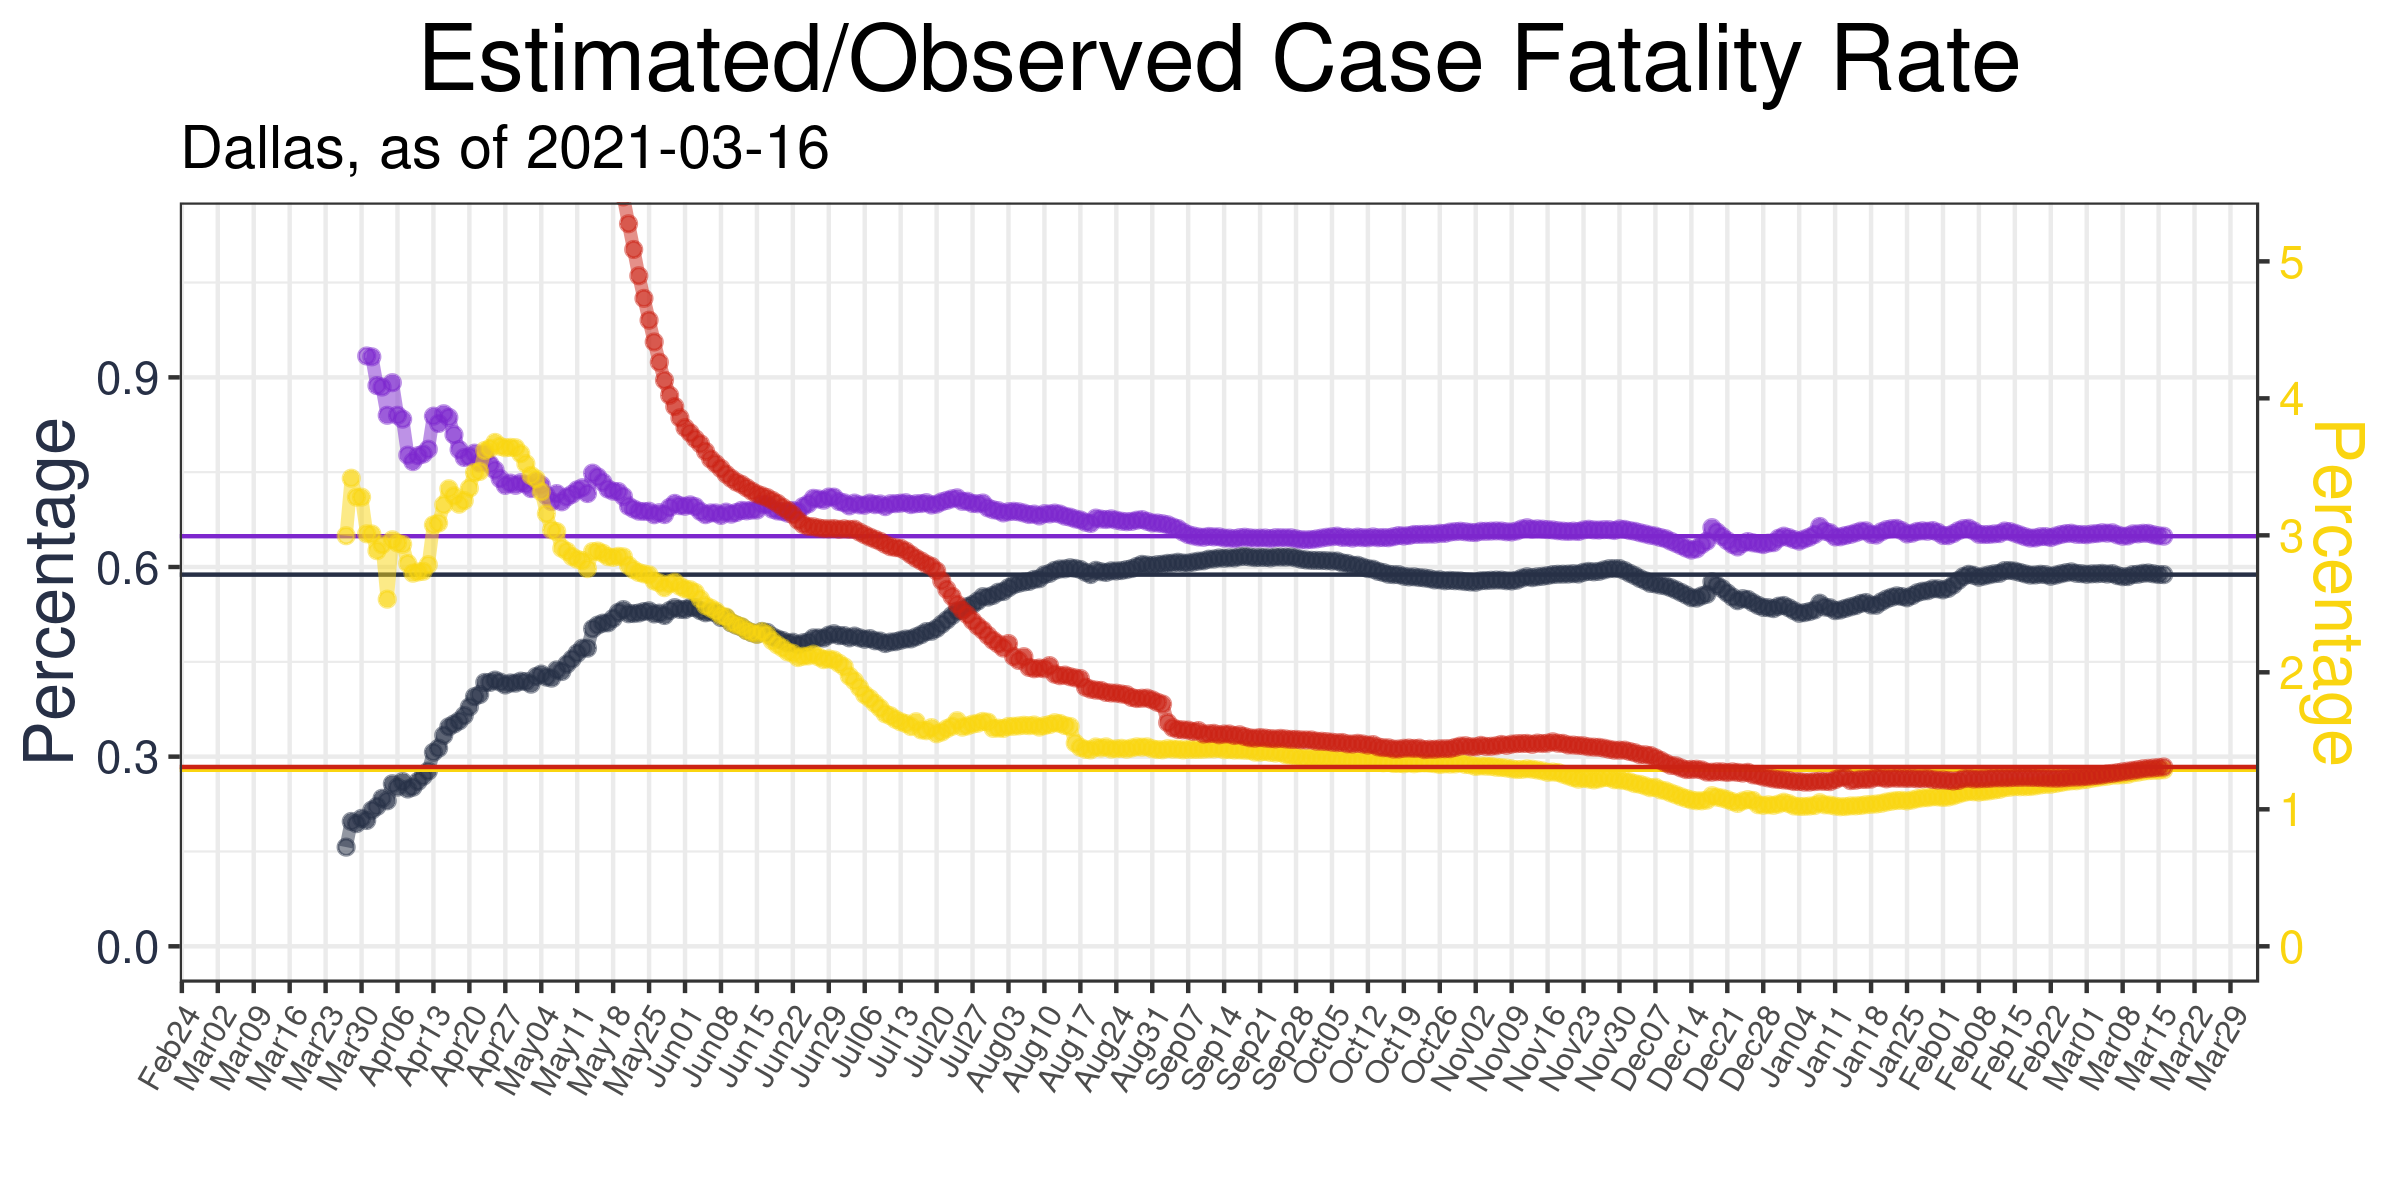 Estimated/Observed Case Fatality Rate
Dallas, as of 2021-03-16
Percentage
0.9
0.6
0.3
0.0
5
4
3
2
1
0
Percentage
Feb24
Mar02
Mar09
Mar16
Mar23
Mar30
Apr06
Apr13
Apr20
Apr27
May04
May11
May18
May25
Jun01
Jun08
Jun15
Jun22
Jun29
Jul06
Jul13
Jul20
Jul27
Aug03
Aug10
Aug17
Aug24
Aug31
Sep07
Sep14
Sep21
Sep28
Oct05
Oct12
Oct19
Oct26
Nov02
Nov09
Nov16
Nov23
Nov30
Dec07
Dec14
Dec21
Dec28
Jan04
Jan11
Jan18
Jan25
Feb01
Feb08
Feb15
Feb22
Mar01
Mar08
Mar15
Mar22
Mar29